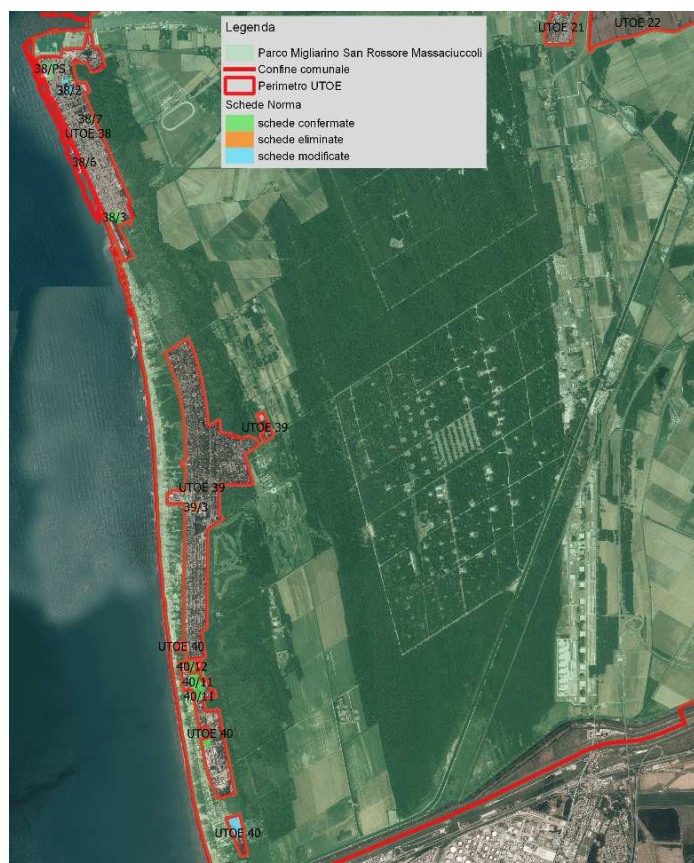 Legenda
Parco Migliarino San Rossore Massaciuccoli
Confine comunale
Perimetro UTOE
Schede Norma
schede confermate
schede eliminate
schede modificate
UTOE 21
UTOE 22
38/PS
38/2
38/7
UTOE 38
38/6
38/3
UTOE 39
UTOE 39
39/3
UTOE 40
40/12
40/11
40/11
UTOE 40
UTOE 40